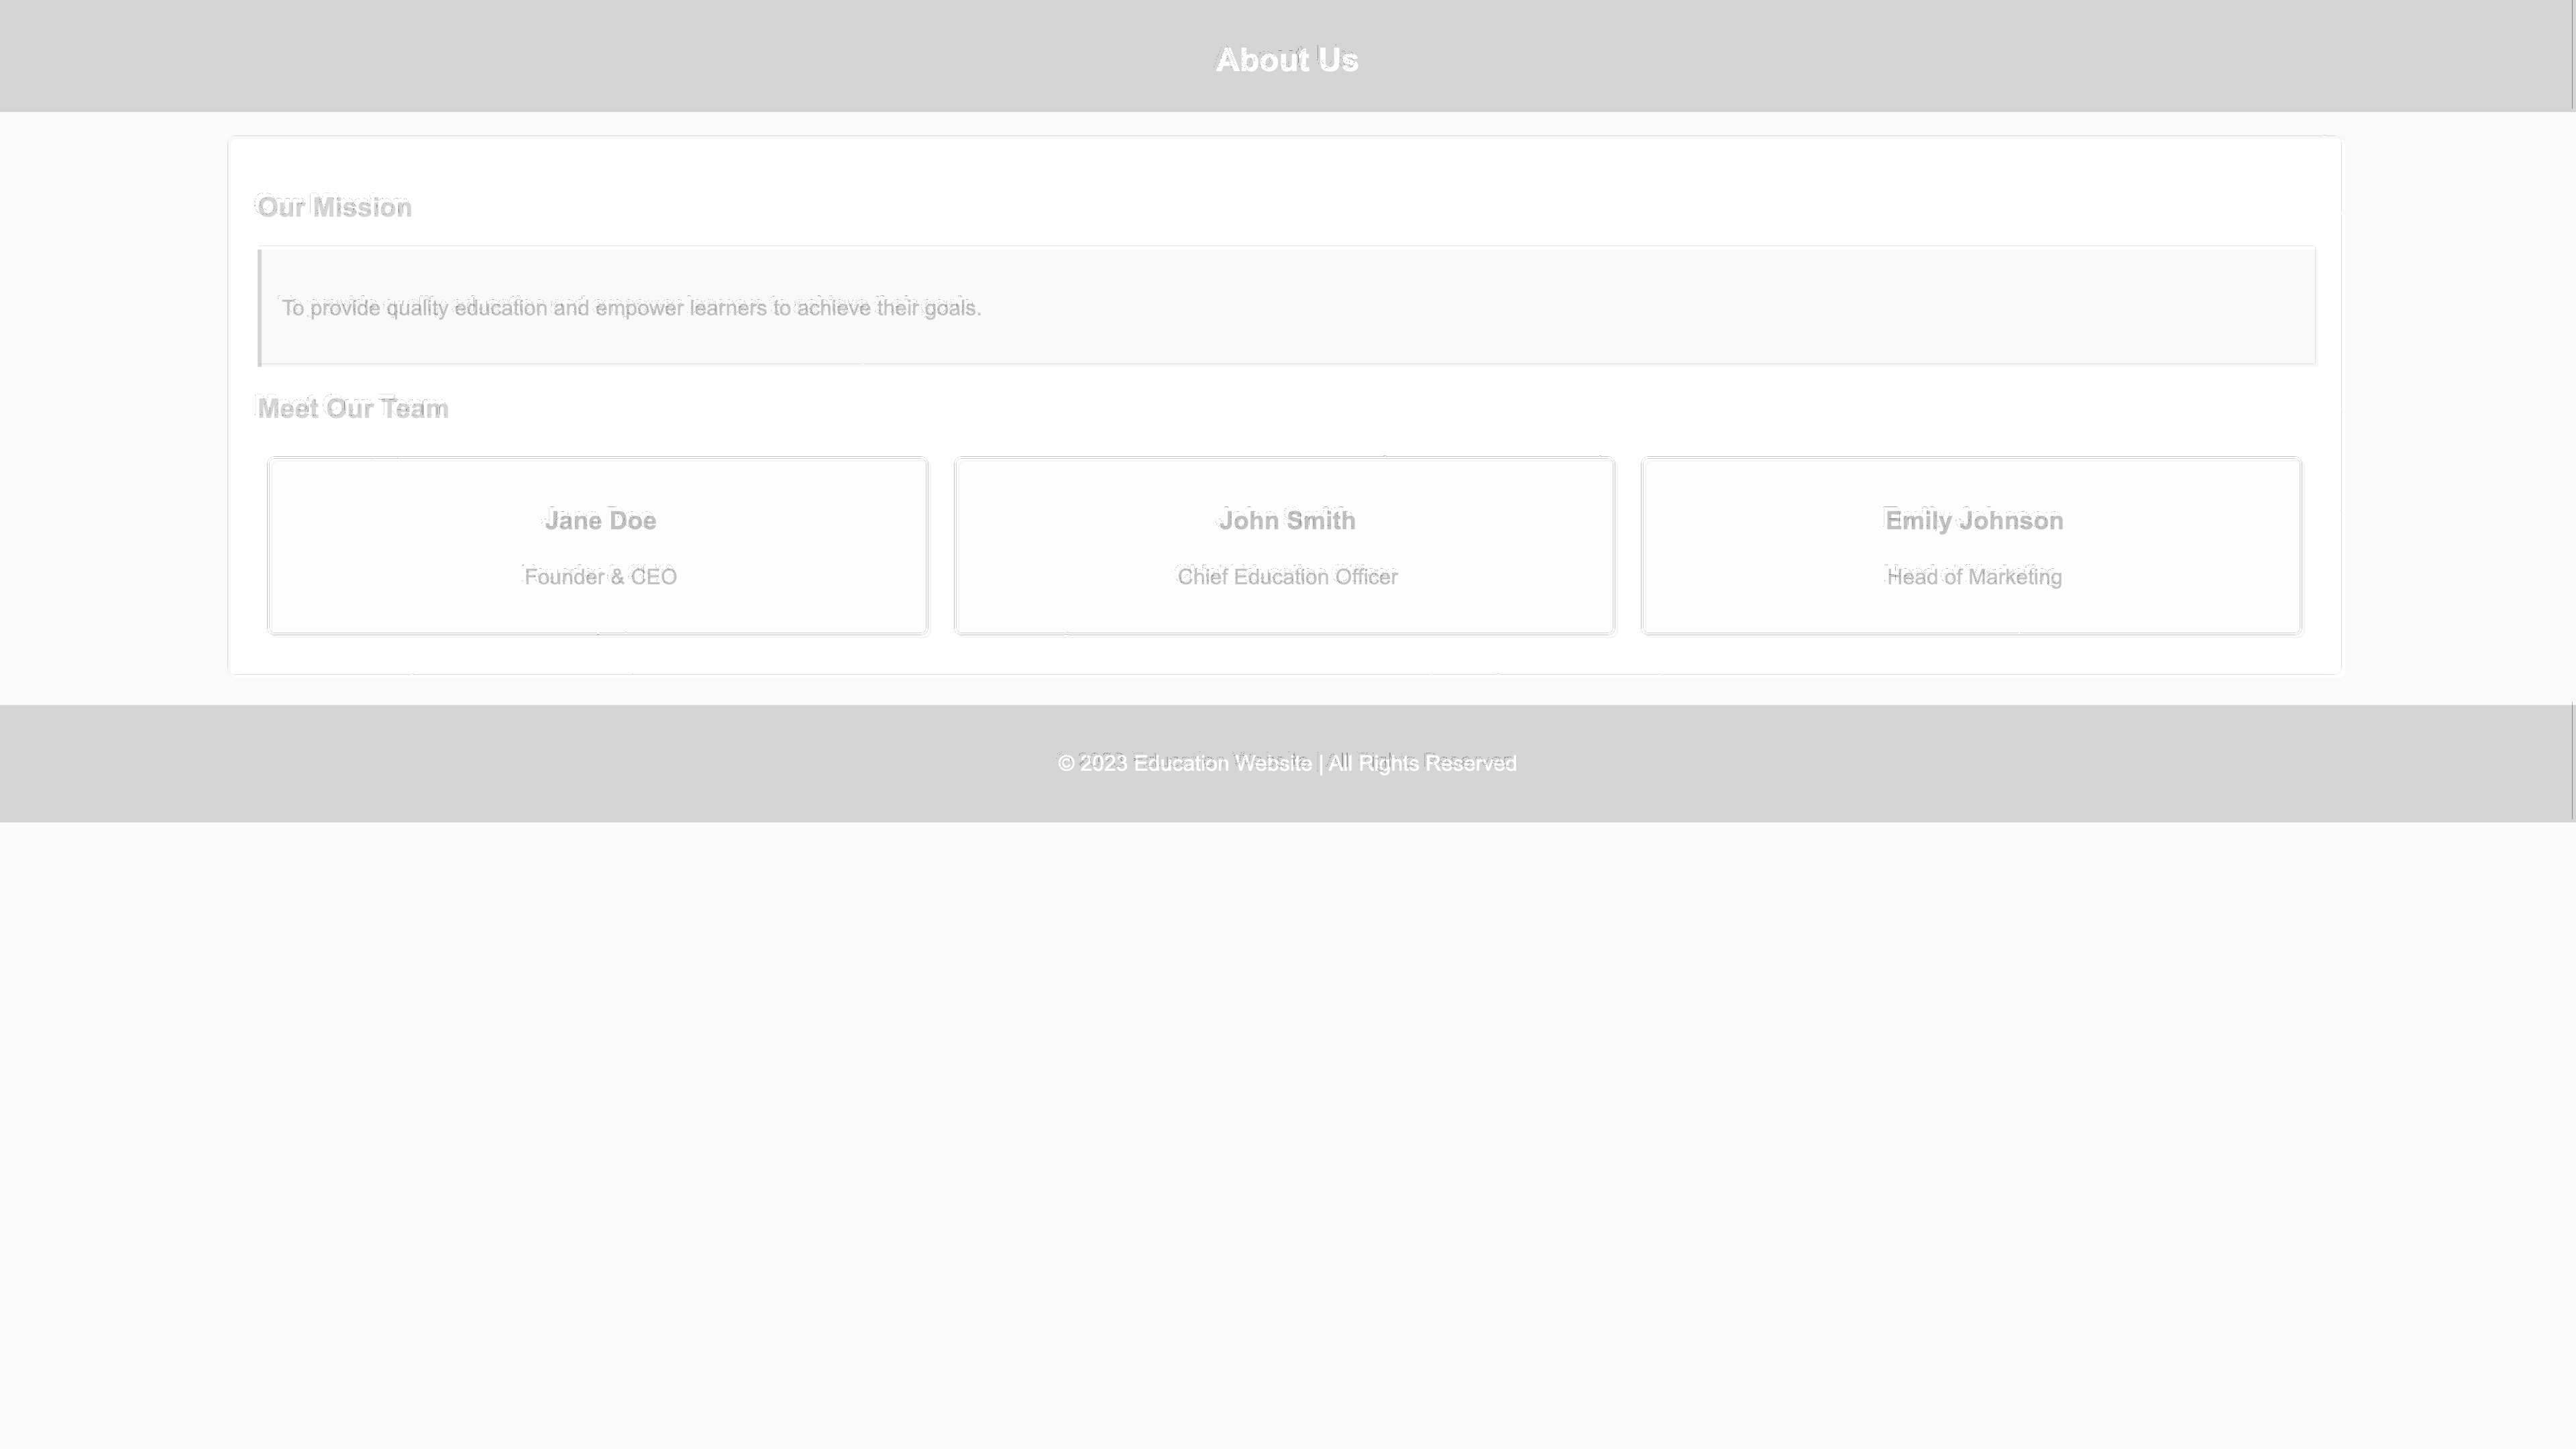 About Us
Our Mission
To provide quality education and empower learners to achieve their goals.
Meet Our Team
Jane Doe
Founder & CEO
John Smith
Chief Education Officer
Emily Johnson
Head of Marketing
© 2023 Education Website | All Rights Reserved